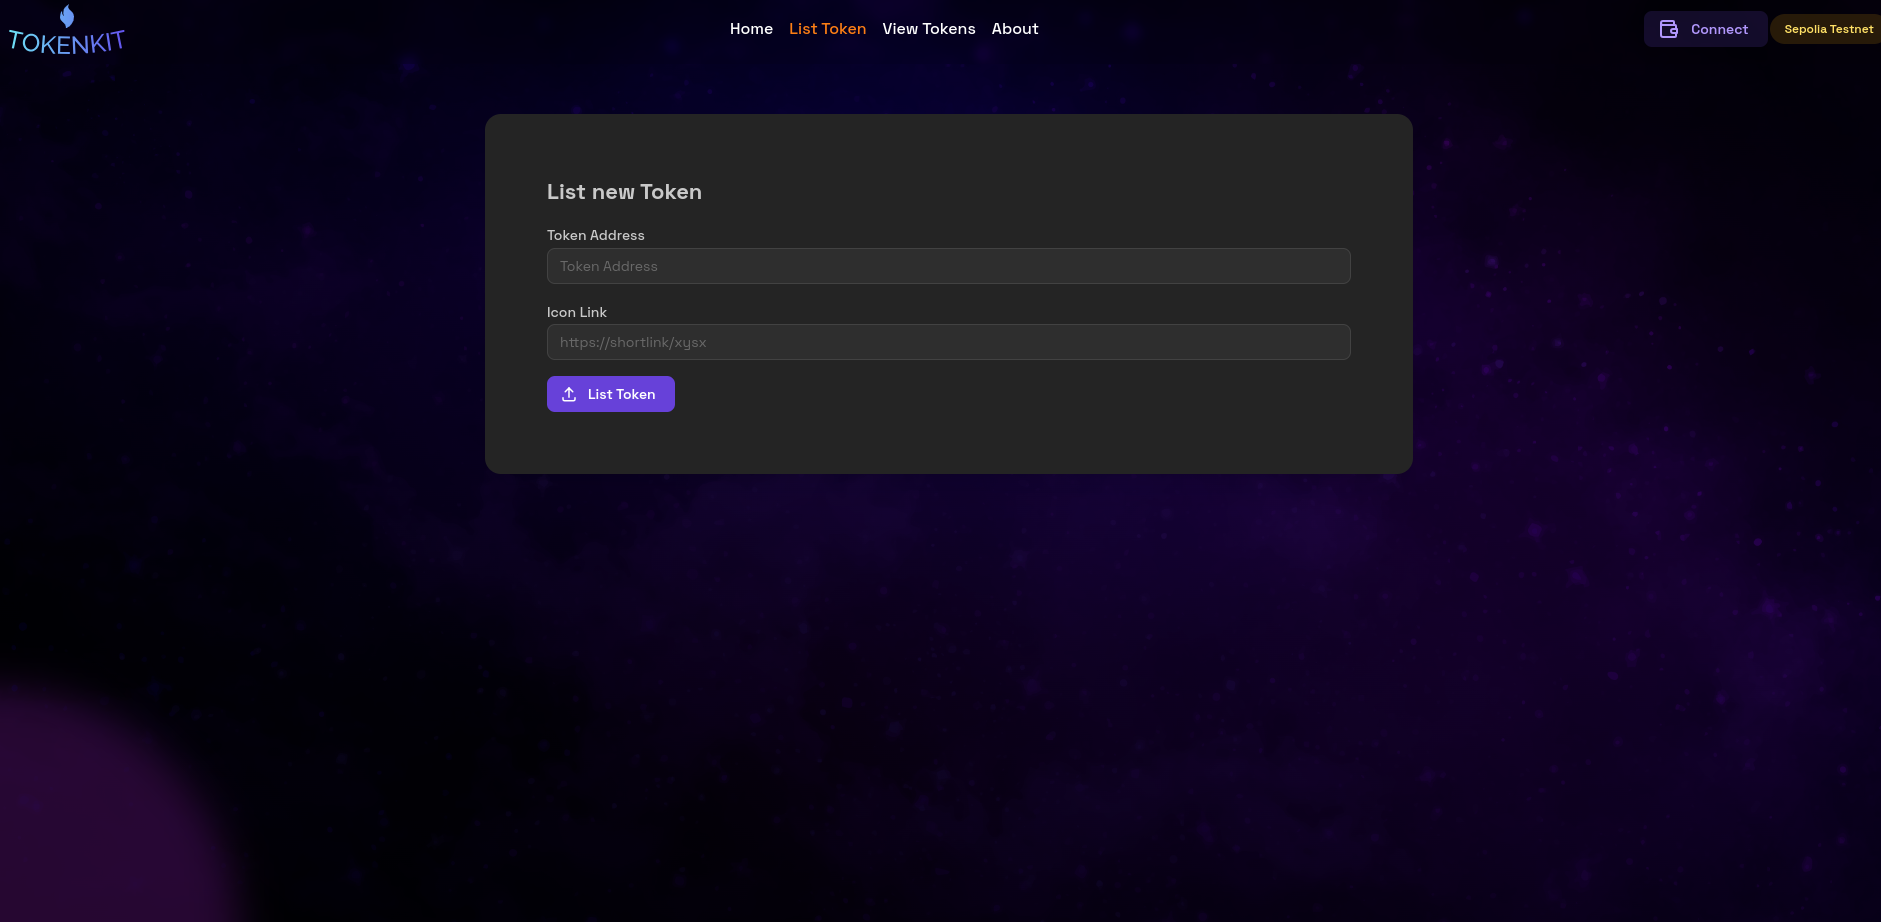 TOKENKIT
Home List Token View Tokens About
Connect
Sepolia Testnet
List new Token
Token Address
Token Address
Icon Link
https://shortlink/xysx
List Token